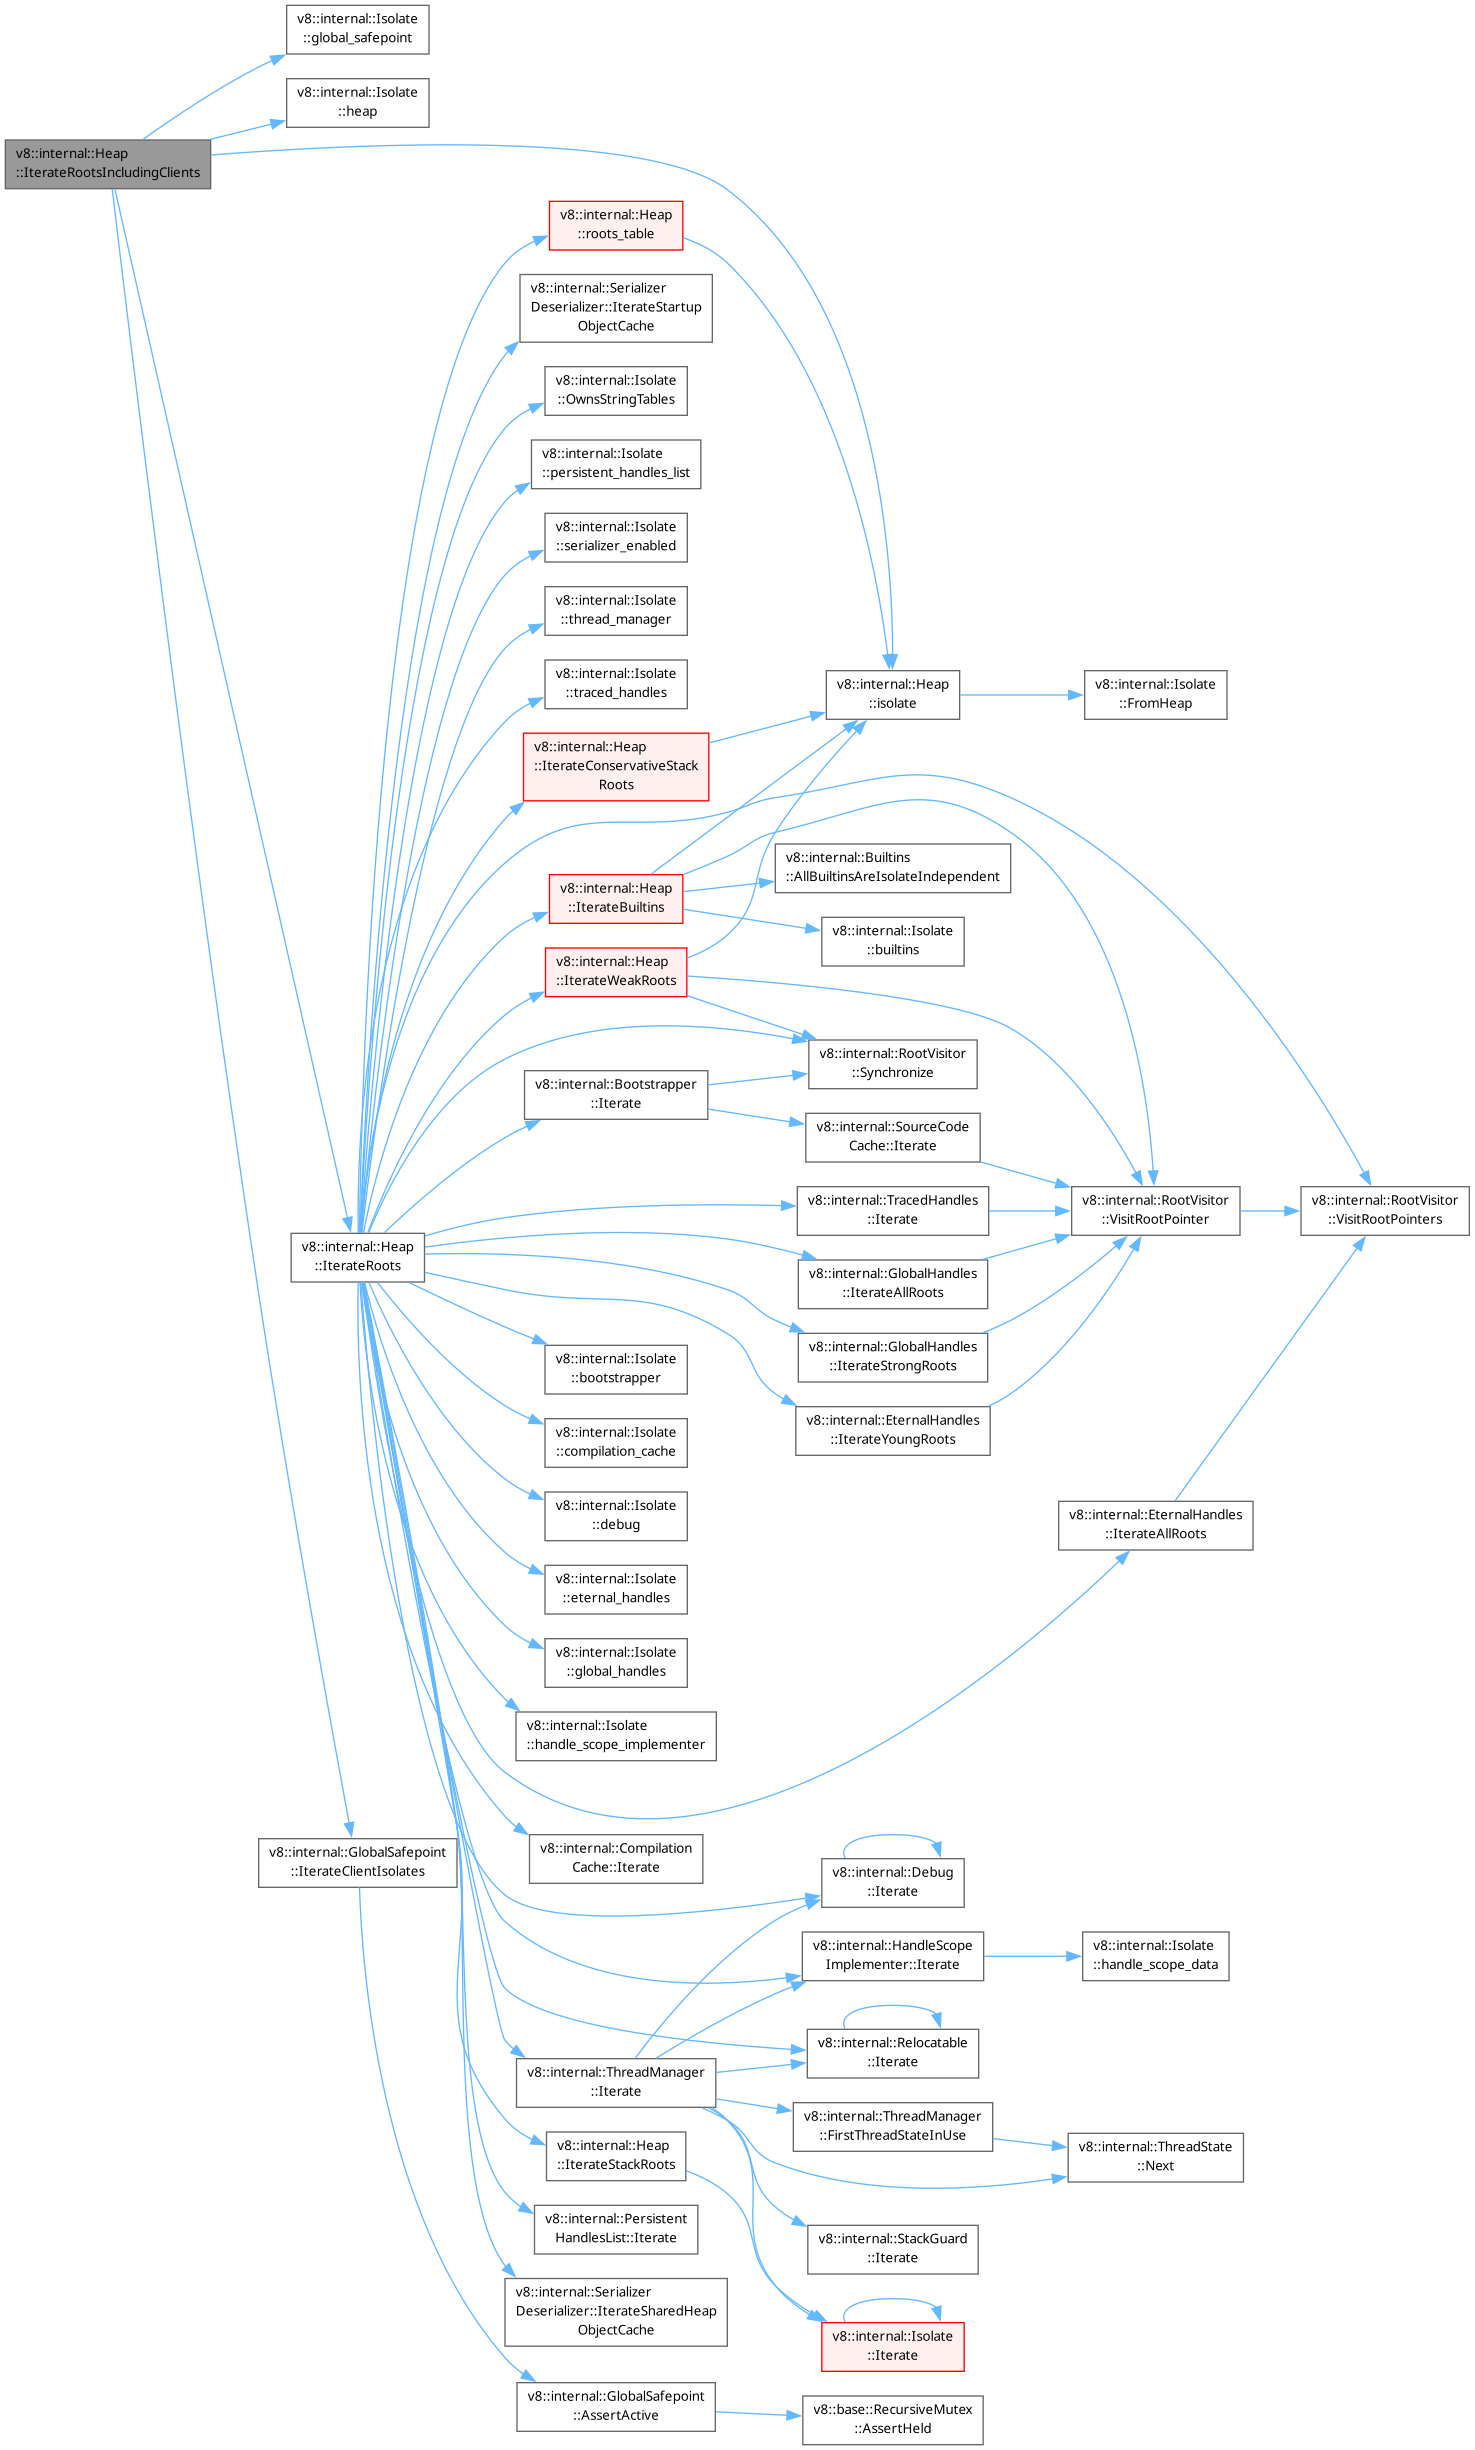 v8::internal::Isolate
::global_safepoint
v8::internal::Isolate
::heap
v8::internal::Heap
::IterateRootsIncludingClients
v8::internal::Heap
::roots_table
v8::internal::Serializer
Deserializer::IterateStartup
ObjectCache
v8::internal::Isolate
::OwnsStringTables
v8::internal::Isolate
::persistent_handles_list
v8::internal::Isolate
::serializer_enabled
v8::internal::Isolate
::thread_manager
v8::internal::Isolate
::traced_handles
v8::internal::Heap
::isolate
v8::internal::Isolate
::FromHeap
v8::internal::Heap
::IterateConservativeStack
Roots
v8::internal::Builtins
::AllBuiltinsAreIsolateIndependent
v8::internal::Heap
::IterateBuiltins
v8::internal::Isolate
::builtins
v8::internal::Heap
::IterateWeakRoots
v8::internal::RootVisitor
::Synchronize
v8::internal::Bootstrapper
::Iterate
v8::internal::SourceCode
Cache::Iterate
v8::internal::TracedHandles
::Iterate
v8::internal::RootVisitor
::VisitRootPointer
v8::internal::RootVisitor
::VisitRootPointers
v8::internal::Heap
::IterateRoots
v8::internal::GlobalHandles
::IterateAllRoots
v8::internal::GlobalHandles
::IterateStrongRoots
v8::internal::Isolate
::bootstrapper
v8::internal::EternalHandles
::IterateYoungRoots
v8::internal::Isolate
::compilation_cache
v8::internal::Isolate
::debug
v8::internal::EternalHandles
::IterateAllRoots
v8::internal::Isolate
::eternal_handles
v8::internal::Isolate
::global_handles
v8::internal::Isolate
::handle_scope_implementer
v8::internal::GlobalSafepoint
::IterateClientIsolates
v8::internal::Compilation
Cache::Iterate
v8::internal::Debug
::Iterate
v8::internal::HandleScope
Implementer::Iterate
v8::internal::Isolate
::handle_scope_data
v8::internal::Relocatable
::Iterate
v8::internal::ThreadManager
::Iterate
v8::internal::ThreadManager
::FirstThreadStateInUse
v8::internal::ThreadState
::Next
v8::internal::Heap
::IterateStackRoots
v8::internal::Persistent
HandlesList::Iterate
v8::internal::StackGuard
::Iterate
v8::internal::Serializer
Deserializer::IterateSharedHeap
ObjectCache
v8::internal::Isolate
::Iterate
v8::internal::GlobalSafepoint
::AssertActive
v8::base::RecursiveMutex
::AssertHeld